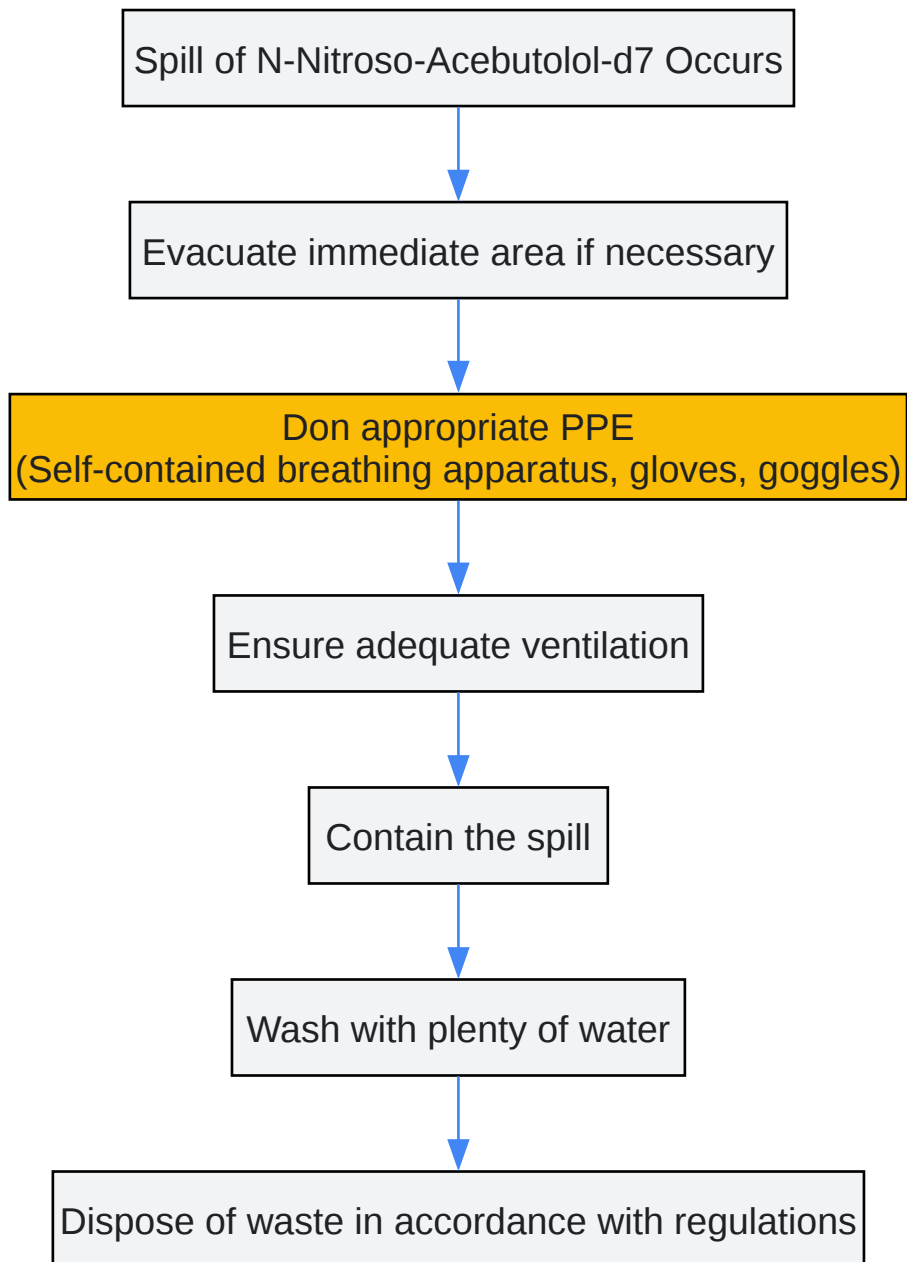 Spill of N-Nitroso-Acebutolol-d7 Occurs
Evacuate immediate area if necessary
Don appropriate PPE
(Self-contained breathing apparatus, gloves, goggles)
Ensure adequate ventilation
Contain the spill
Wash with plenty of water
Dispose of waste in accordance with regulations